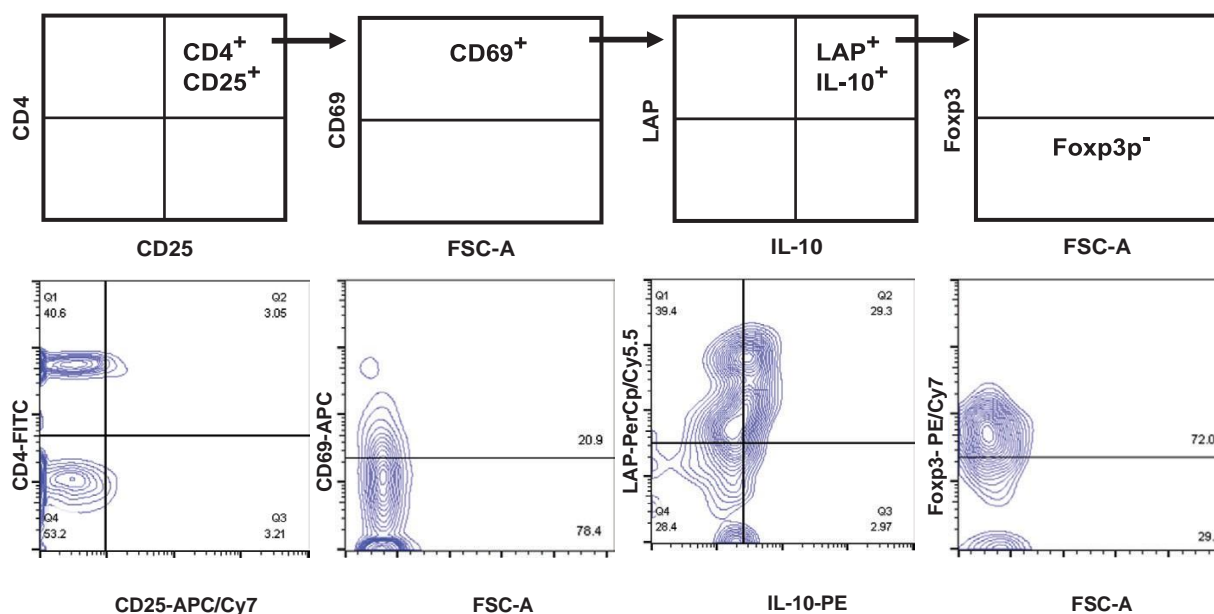 CD4
CD4+
CD25+
CD25
CD69
CD69+
FSC-A
LAP
LAP+
IL-10+
IL-10
Foxp3
Foxp3p-
FSC-A
CD4-FITC
Q1
40.6
Q2
3.05
Q4
53.2
Q3
3.21
CD25-APC/Cy7
CD69-APC
20.9
78.4
FSC-A
LAP-PerCp/Cy5.5
Q1
39.4
Q2
29.3
Q4
28.4
Q3
2.97
IL-10-PE
Foxp3- PE/Cy7
72.0
29.
FSC-A